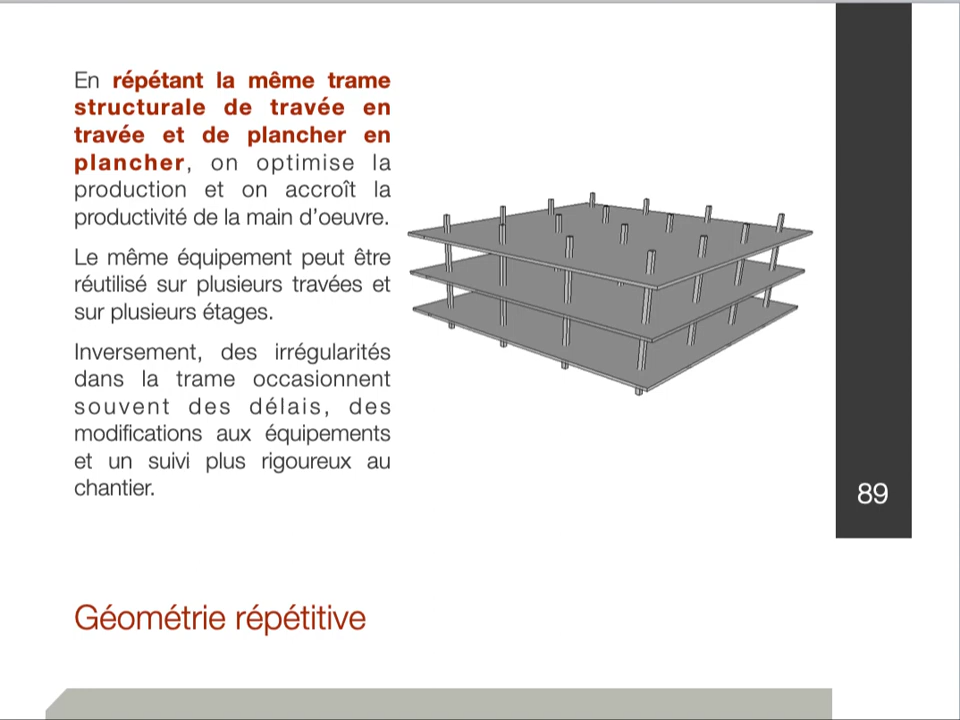 En répétant la même trame
structurale de travée en
travée et de plancher en
plancher, on optimise la
production et on accroît la
productivité de la main d'oeuvre.
Le même équipement peut être
réutilisé sur plusieurs travées et
sur plusieurs étages.
Inversement, des irrégularités
dans la trame occasionnent
souvent des délais, des
modifications aux équipements
et un suivi plus rigoureux au
chantier.
89
Géométrie répétitive